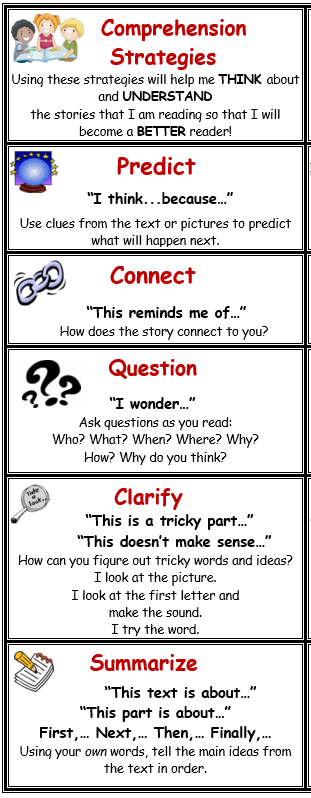 Comprehension
Strategies
Using these strategies will help me THINK about
and UNDERSTAND
the stories that I am reading so that I will
become a BETTER reader!
Predict
“I think...because…”
Use clues from the text or pictures to predict
what will happen next.
Connect
“This reminds me of…”
How does the story connect to you?
Question
“I wonder…”
Ask questions as you read:
Who? What? When? Where? Why?
How? Why do you think?
Take a
look..
Clarify
“This is a tricky part…”
“This doesn’t make sense…”
How can you figure out tricky words and ideas?
I look at the picture.
I look at the first letter and
make the sound.
I try the word.
Summarize
“This text is about…”
“This part is about…”
First,… Next,… Then,… Finally,…
Using your own words, tell the main ideas from
the text in order.